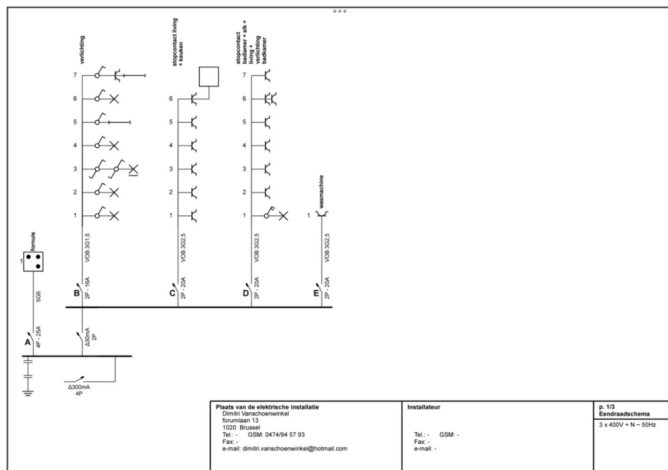 verlichting
stopcontact living
+ keuken
stopcontact
badkamer + slk +
living +
verlichting
badkamer
7
6
5
4
3
2
1
6
5
4
3
2
1
7
6
5
4
3
2
1
wasmachine
1
fornuis
1
VOB 3G1,5
VOB 3G2,5
VOB 3G2,5
VOB 3G2,5
5G6
B
2P - 16A
C
2P - 20A
D
2P - 20A
E
2P - 20A
A
4P - 25A
Δ30mA
2P
Δ300mA
4P
Plaats van de elektrische installatie
Dimitri Vanschoenwinkel
forumlaan 13
1020 Brussel
Tel.: - GSM: 0474/94 57 93
Fax: -
e-mail: dimitri.vanschoenwinkel@hotmail.com
Installateur
Tel.: - GSM: -
Fax: -
e-mail: -
p. 1/3
Eendraadschema
3 x 400V + N ~ 50Hz